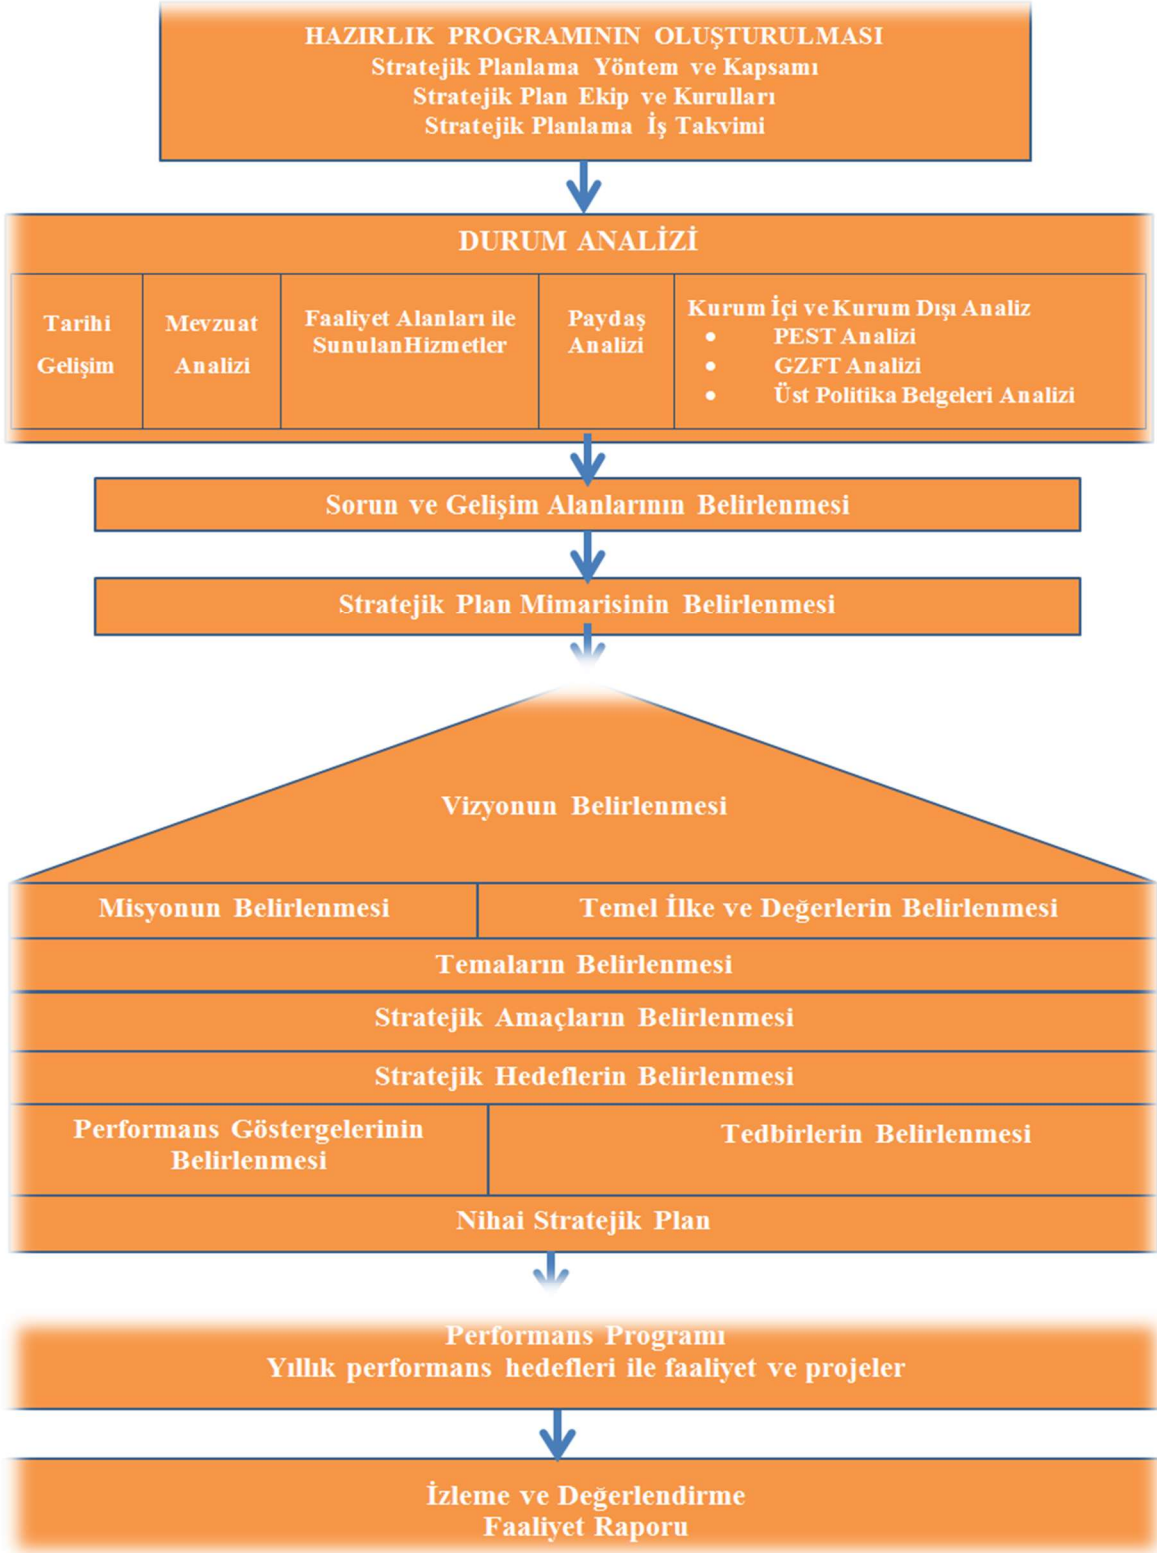 HAZIRLIK PROGRAMININ OLUŞTURULMASI
Stratejik Planlama Yöntem ve Kapsamı
Stratejik Plan Ekip ve Kurulları
Stratejik Planlama İş Takvimi
DURUM ANALİZİ
Tarihi
Gelişim
Mevzuat
Analizi
Faaliyet Alanları ile
SunulanHizmetler
Paydaş
Analizi
Kurum İçi ve Kurum Dışı Analiz
• PEST Analizi
• GZFT Analizi
• Üst Politika Belgeleri Analizi
Sorun ve Gelişim Alanlarının Belirlenmesi
Stratejik Plan Mimarisinin Belirlenmesi
Vizyonun Belirlenmesi
Misyonun Belirlenmesi
Temel İlke ve Değerlerin Belirlenmesi
Temaların Belirlenmesi
Stratejik Amaçların Belirlenmesi
Stratejik Hedeflerin Belirlenmesi
Performans Göstergelerinin
Belirlenmesi
Tedbirlerin Belirlenmesi
Nihai Stratejik Plan
Performans Programı
Yıllık performans hedefleri ile faaliyet ve projeler
İzleme ve Değerlendirme
Faaliyet Raporu